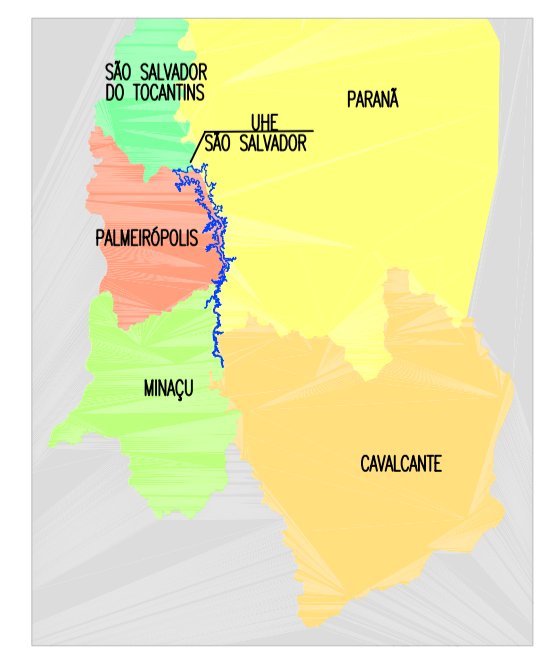 SÃO SALVADOR
DO TOCANTINS
PARANÃ
UHE
SÃO SALVADOR
PALMEIRÓPOLIS
MINAÇU
CAVALCANTE